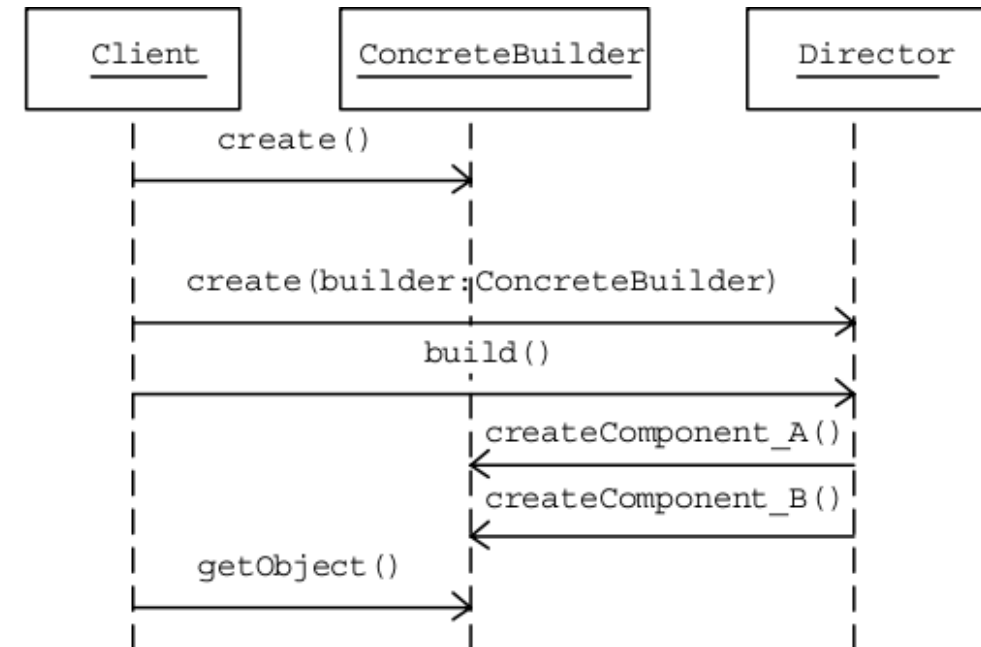 Client
ConcreteBuilder
Director
create()
create(builder:ConcreteBuilder)
build()
createComponent_A()
createComponent_B()
getObject()